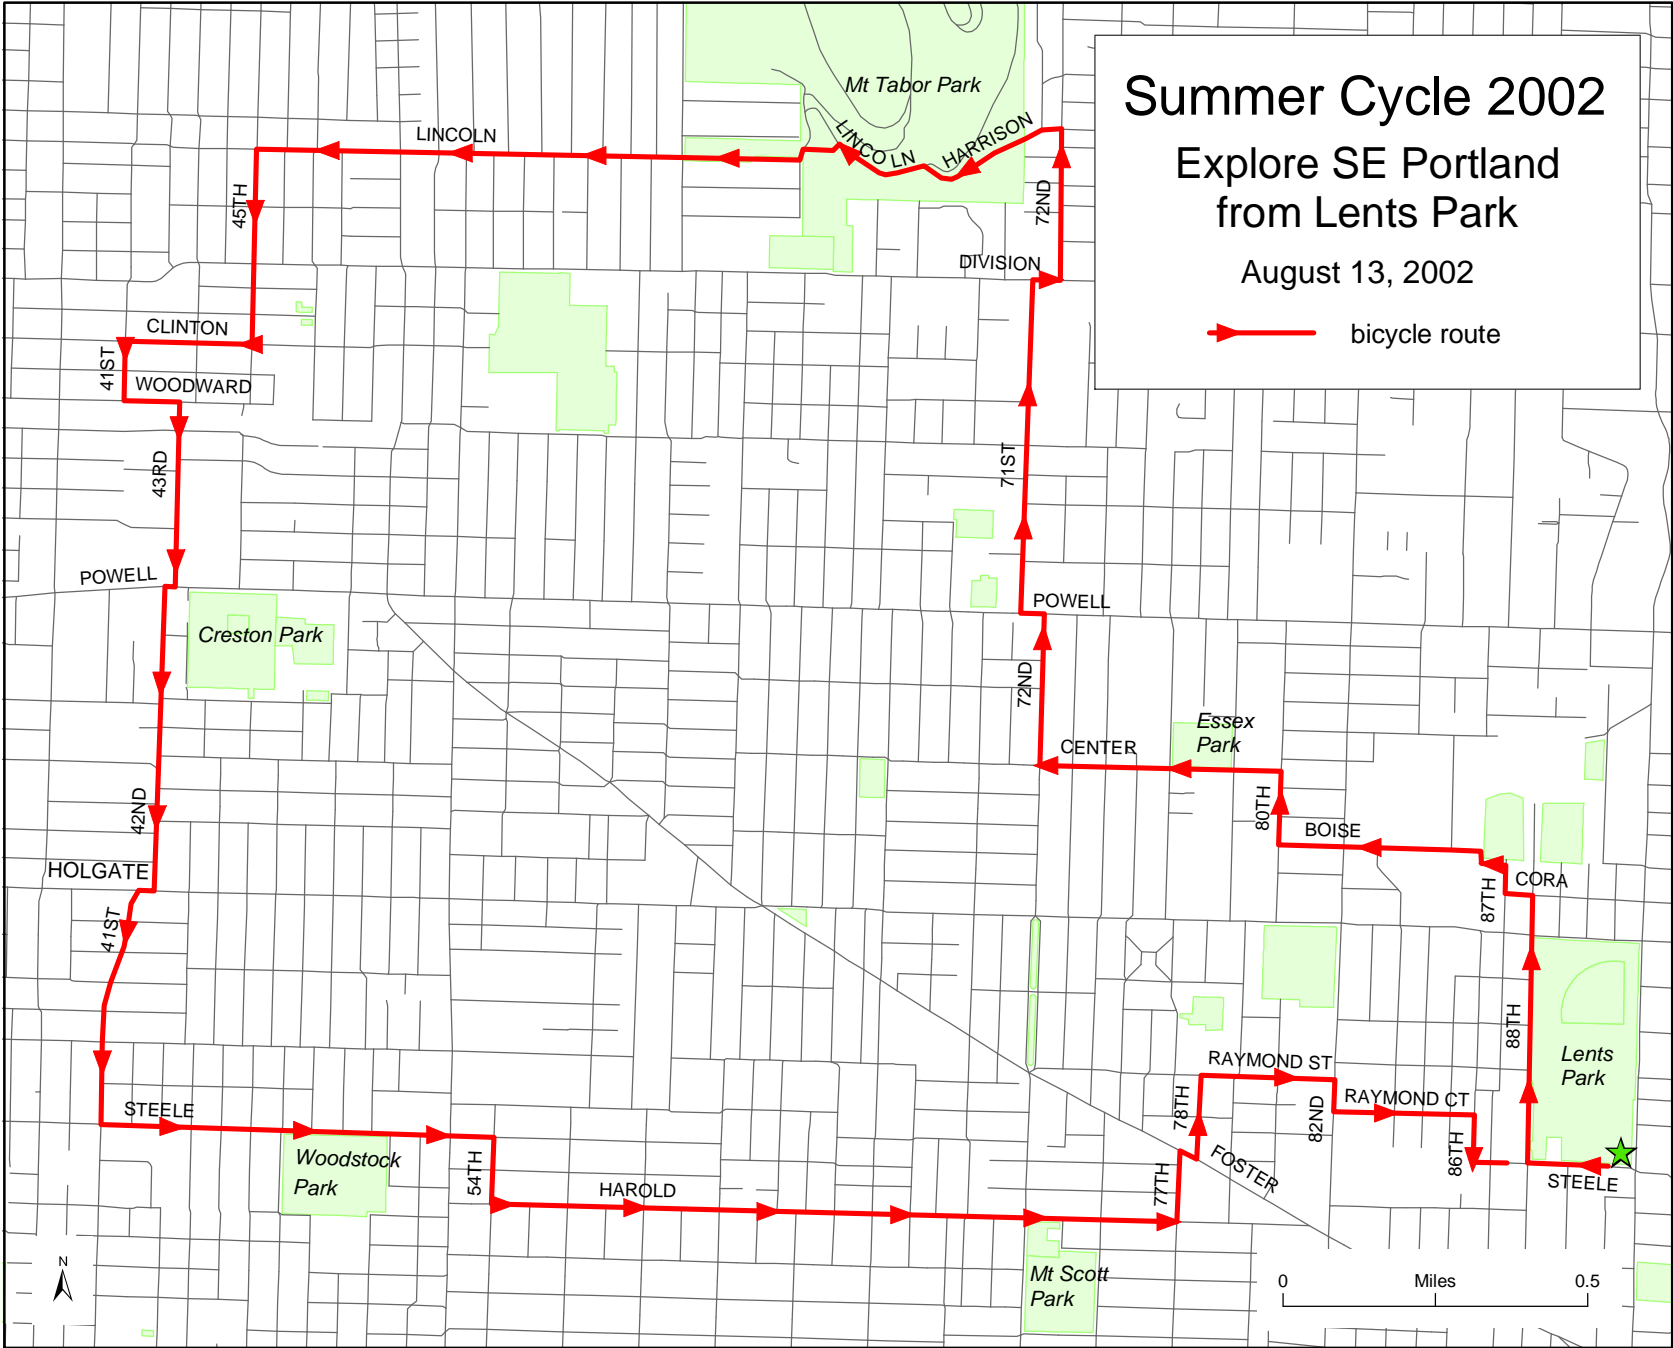 Summer Cycle 2002
Explore SE Portland
from Lents Park
August 13, 2002
bicycle route
Mt Tabor Park
LINCOLN
LINCO LN
HARRISON
45TH
72ND
DIVISION
CLINTON
41ST
WOODWARD
43RD
71ST
POWELL
POWELL
Creston Park
72ND
Essex
Park
CENTER
80TH
BOISE
42ND
HOLGATE
87TH
CORA
41ST
88TH
Lents
Park
RAYMOND ST
RAYMOND CT
78TH
82ND
STEELE
Woodstock
Park
54TH
HAROLD
77TH
FOSTER
86TH
STEELE
Mt Scott
Park
N
0 Miles 0.5